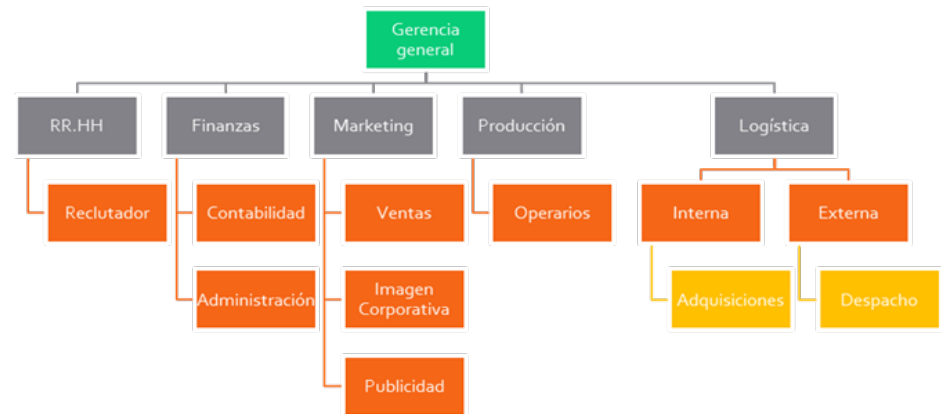 Gerencia
general
RR.HH
Finanzas
Marketing
Producción
Logística
Reclutador
Contabilidad
Ventas
Operarios
Interna
Externa
Administración
Imagen
Corporativa
Adquisiciones
Despacho
Publicidad